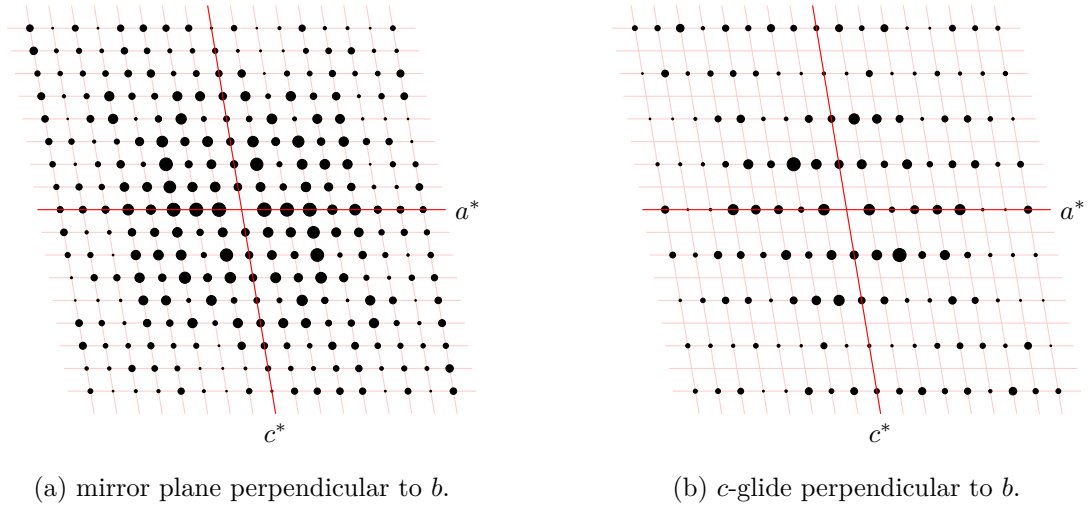 a*
c*
a*
c*
(a) mirror plane perpendicular to b.
(b) c-glide perpendicular to b.